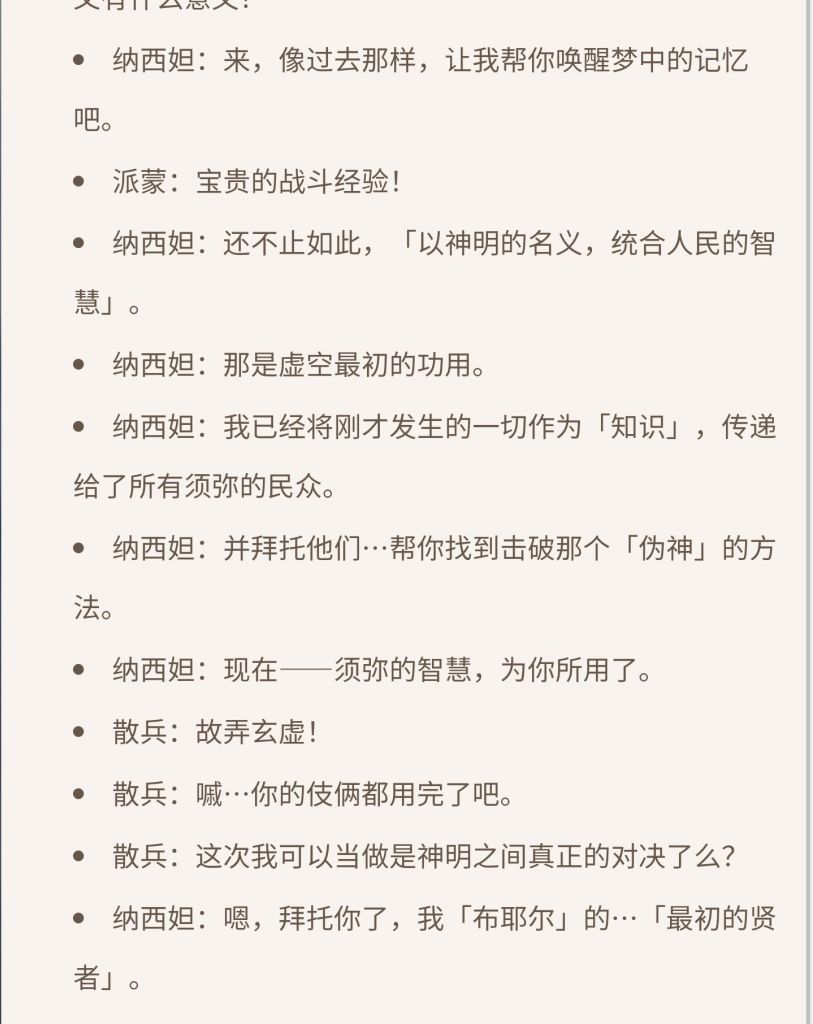 • 纳西妲：来，像过去那样，让我帮你唤醒梦中的记忆
吧。
• 派蒙：宝贵的战斗经验！
• 纳西妲：还不止如此，「以神明的名义，统合人民的智
慧」。
• 纳西妲：那是虚空最初的功用。
• 纳西妲：我已经将刚才发生的一切作为「知识」，传递
给了所有须弥的民众。
• 纳西妲：并拜托他们…帮你找到击破那个「伪神」的方
法。
• 纳西妲：现在——须弥的智慧，为你所用了。
• 散兵：故弄玄虚！
• 散兵：嘁…你的伎俩都用完了吧。
• 散兵：这次我可以当做是神明之间真正的对决了么？
• 纳西妲：嗯，拜托你了，我「布耶尔」的…「最初的贤
者」。